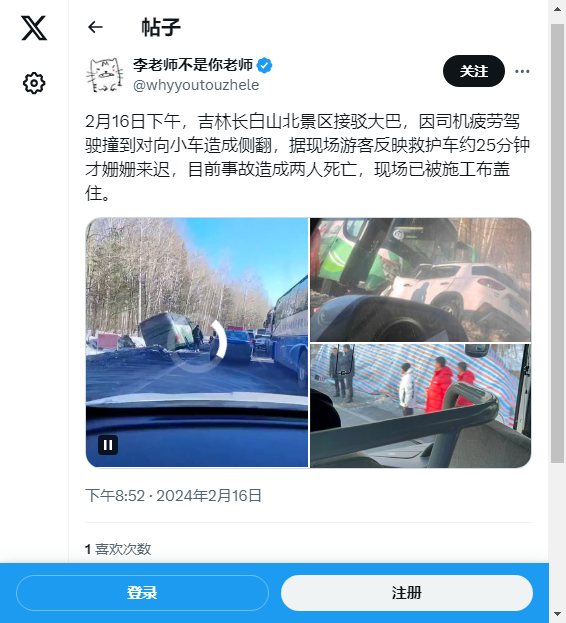 帖子
李老师不是你老师
@whyyoutouzhele
关注
2月16日下午，吉林长白山北景区接驳大巴，因司机疲劳驾
驶撞到对向小车造成侧翻，据现场游客反映救护车约25分钟
才姗姗来迟，目前事故造成两人死亡，现场已被施工布盖
住。
下午8:52 · 2024年2月16日
1 喜欢次数
登录
注册